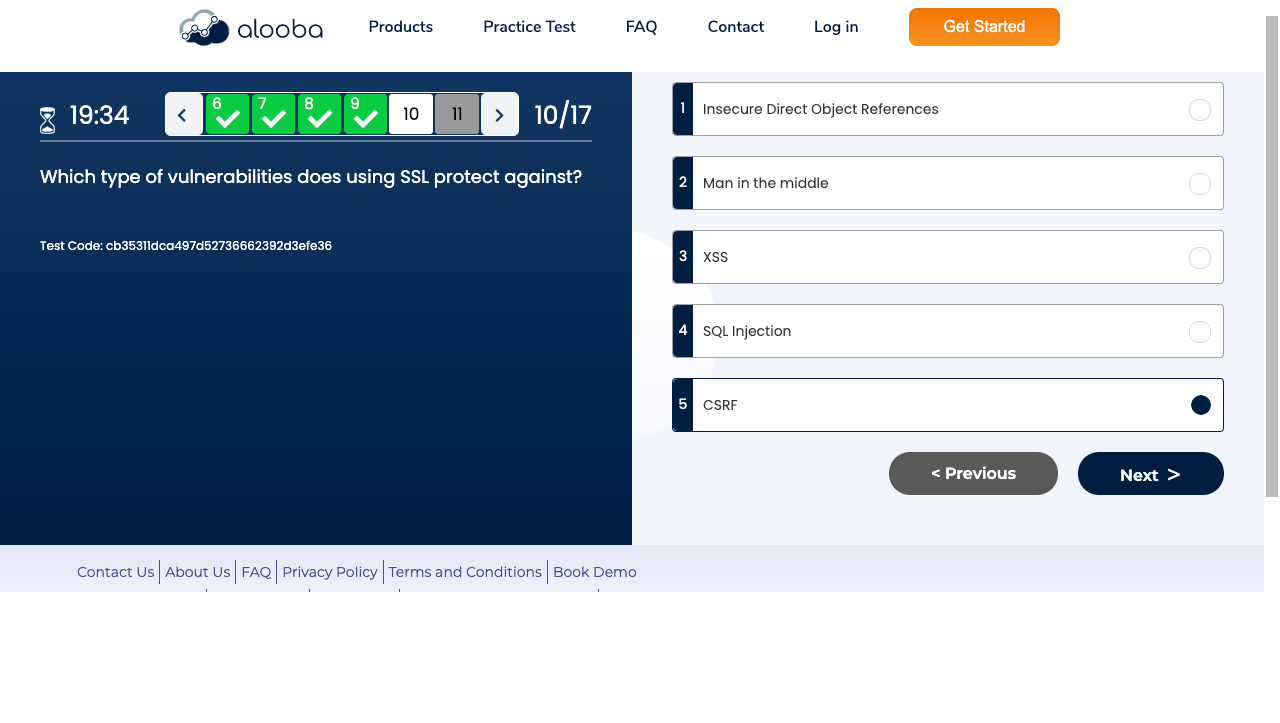 alooba
Products
Practice Test
FAQ
Contact
Log in
Get Started
19:34
<
6
7
8
9
10
11
>
10/17
Which type of vulnerabilities does using SSL protect against?
Test Code: cb35311dca497d52736662392d3efe36
1 Insecure Direct Object References
2 Man in the middle
3 XSS
4 SQL Injection
5 CSRF
< Previous
Next >
Contact Us | About Us | FAQ | Privacy Policy | Terms and Conditions | Book Demo